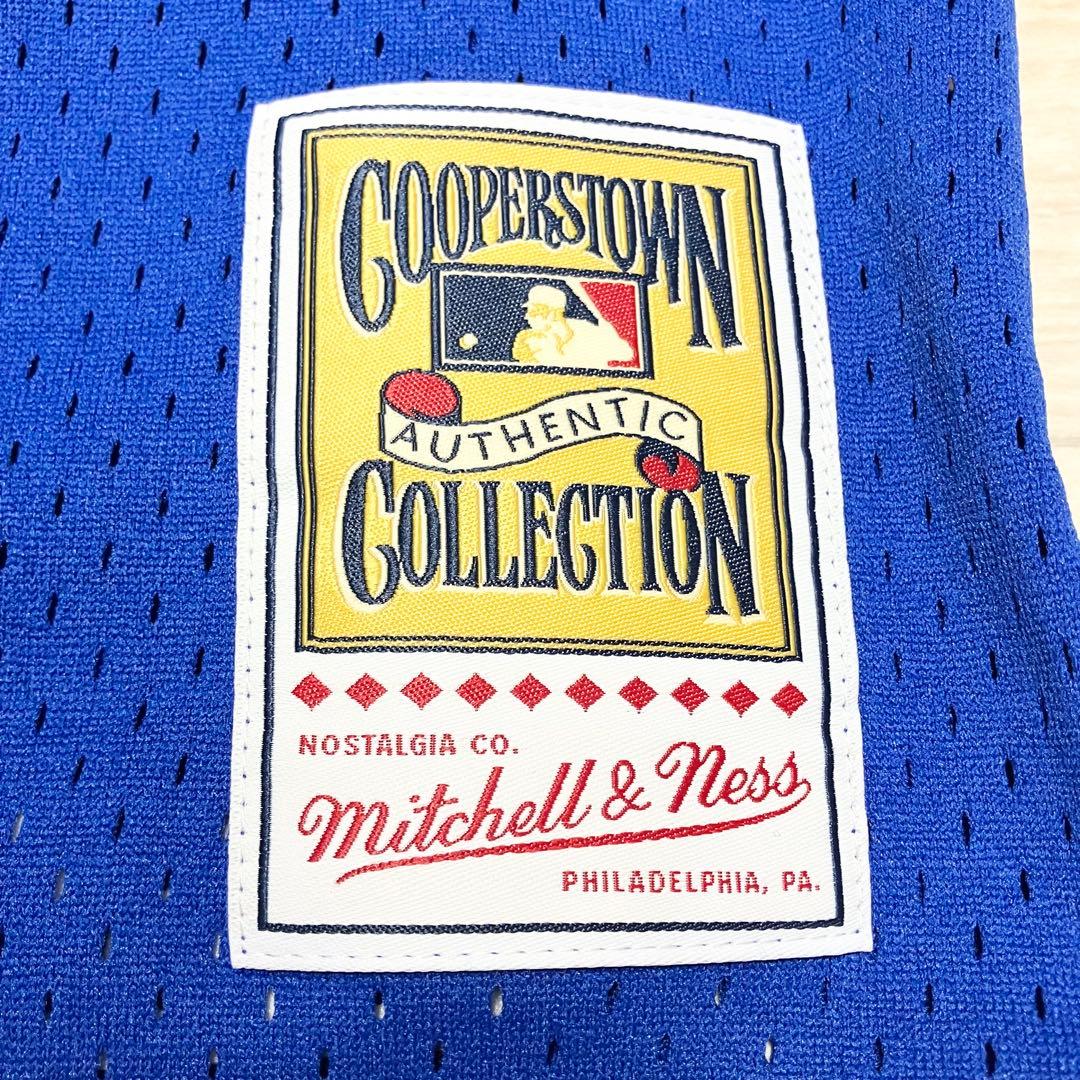 COOPERSTOWN
AUTHENTIC
COLLECTION
NOSTALGIA CO.
Mitchell & Ness
PHILADELPHIA, PA.